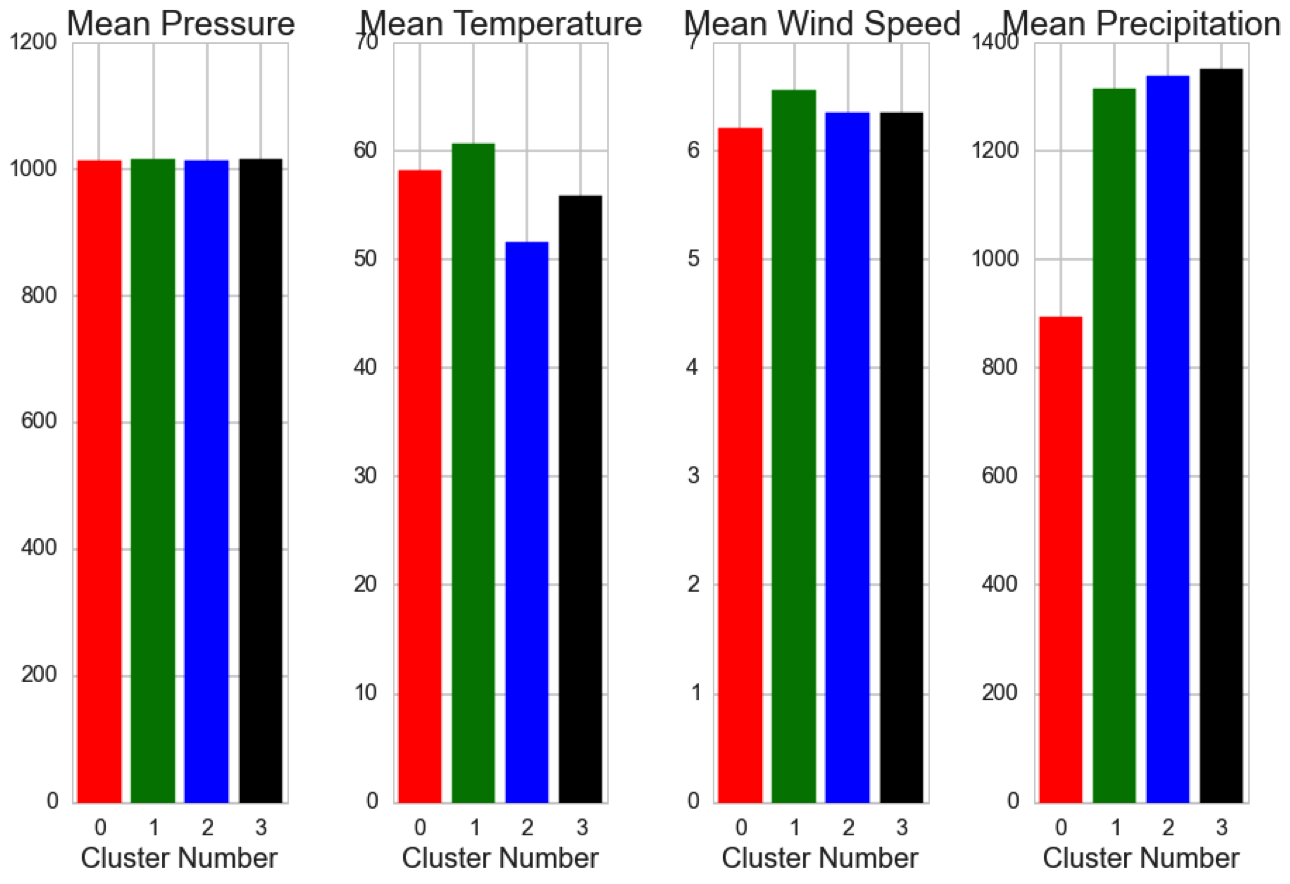 Mean Pressure
1200
1000
800
600
400
200
0
0 1 2 3
Cluster Number
Mean Temperature
70
60
50
40
30
20
10
0
0 1 2 3
Cluster Number
Mean Wind Speed
7
6
5
4
3
2
1
0
0 1 2 3
Cluster Number
Mean Precipitation
1400
1200
1000
800
600
400
200
0
0 1 2 3
Cluster Number